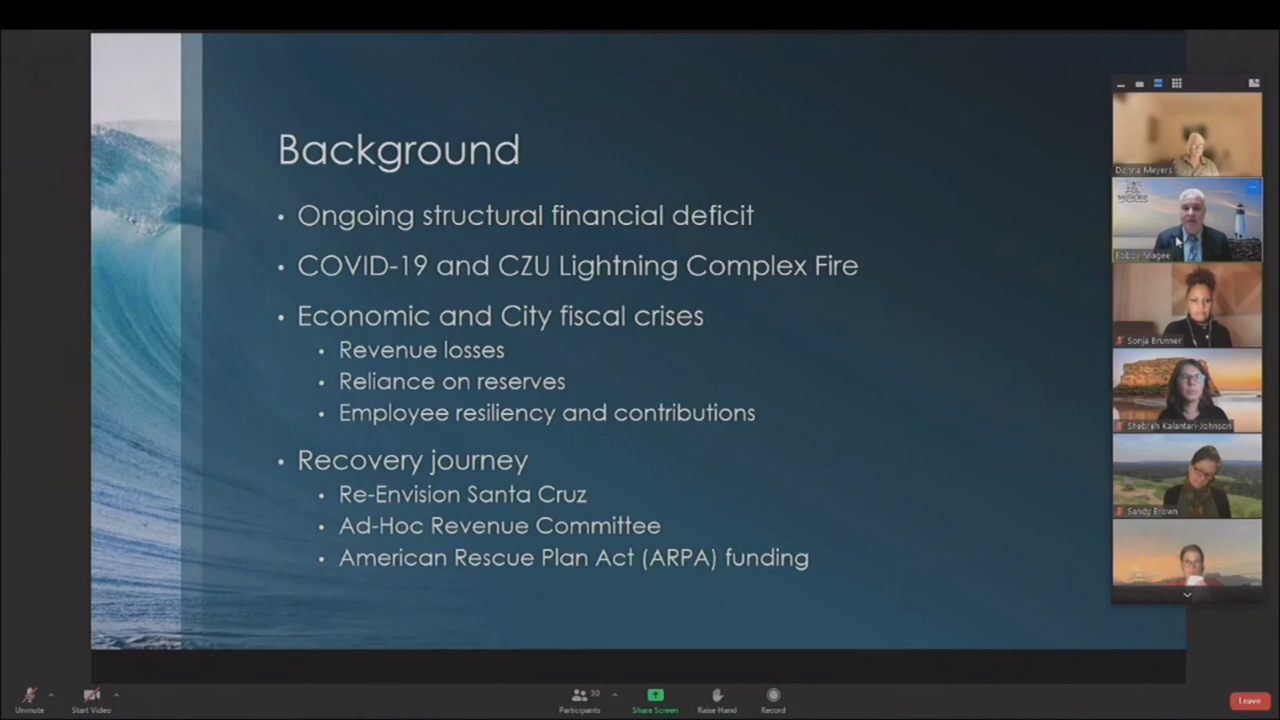 Background
• Ongoing structural financial deficit
• COVID-19 and CZU Lightning Complex Fire
• Economic and City fiscal crises
• Revenue losses
• Reliance on reserves
• Employee resiliency and contributions
• Recovery journey
• Re-Envision Santa Cruz
• Ad-Hoc Revenue Committee
• American Rescue Plan Act (ARPA) funding
Donna Meyers
Bobby Magee
Sonja Brunner
Shebreh Kalantari-Johnson
Sandy Brown
Unmute
Start Video
30
Participants
Share Screen
Raise Hand
Record
Leave